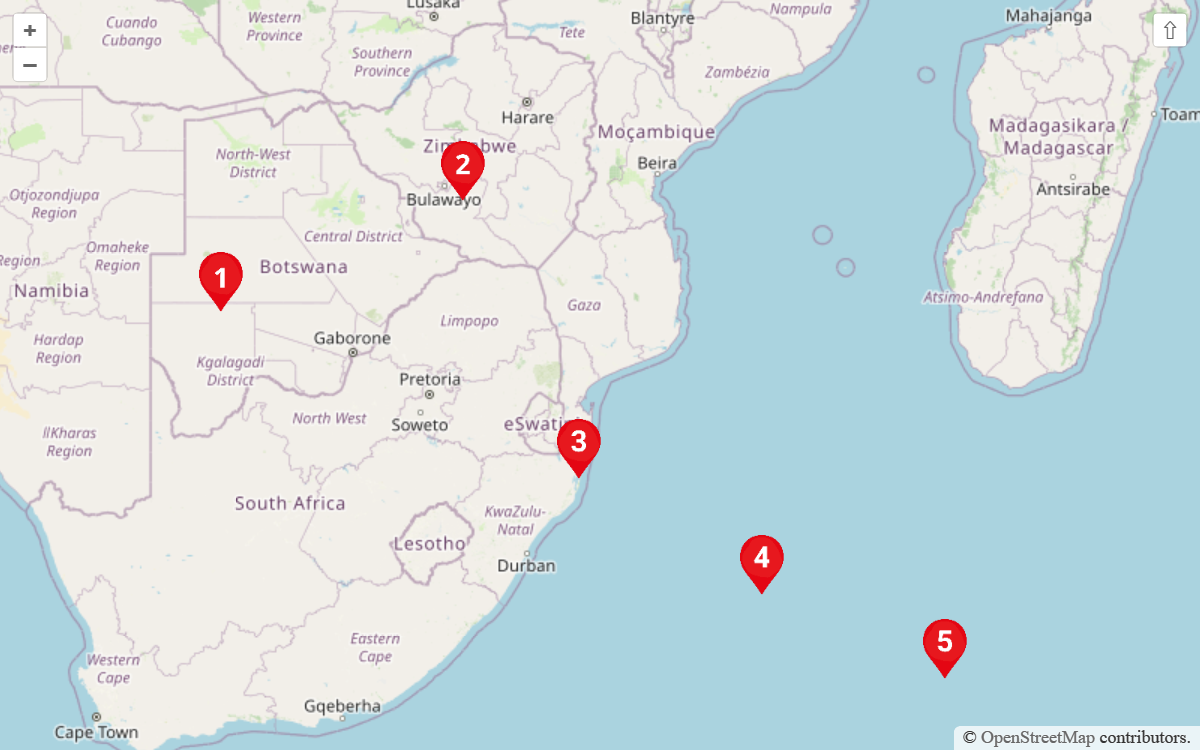 Lusaka
Cuando
Cubango
Western
Province
Southern
Province
Tete
Blantyre
Nampula
Mahajanga
Zambézia
Harare
Moçambique
Toam
Madagasikara /
Madagascar
North-West
District
Zimbabwe
2
Beira
Bulawayo
Antsirabe
Otjozondjupa
Region
Omaheke
Region
Region
Central District
Botswana
1
Namibia
Gaza
Atsimo-Andrefana
Limpopo
Hardap
Region
Gaborone
Kgalagadi
District
Pretoria
North West
Soweto
eSwatini
3
ǁKharas
Region
South Africa
KwaZulu-
Natal
Lesotho
Durban
4
5
Eastern
Cape
Western
Cape
Gqeberha
Cape Town
© OpenStreetMap contributors.
+
−
⇧